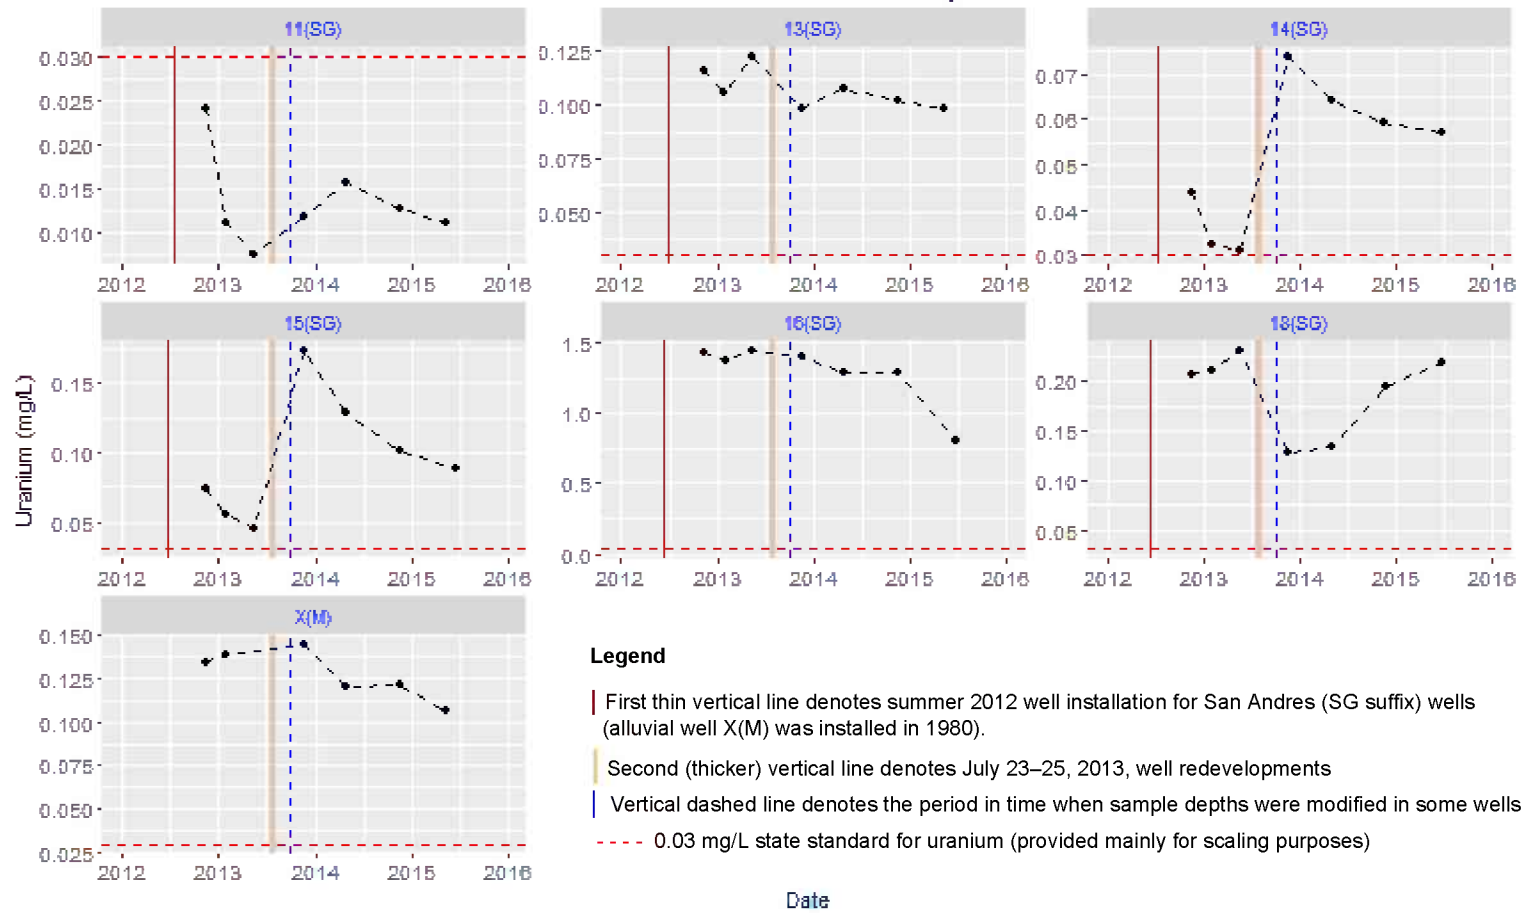 11(SG)
0.030
0.025
0.020
0.015
0.010
2012 2013 2014 2015 2016
13(SG)
0.125
0.100
0.075
0.050
2012 2013 2014 2015 2016
14(SG)
0.07
0.06
0.05
0.04
0.03
2012 2013 2014 2015 2016
Uranium (mg/L)
15(SG)
0.15
0.10
0.05
2012 2013 2014 2015 2016
16(SG)
1.5
1.0
0.5
0.0
2012 2013 2014 2015 2016
18(SG)
0.20
0.15
0.10
0.05
2012 2013 2014 2015 2016
X(M)
0.150
0.125
0.100
0.075
0.050
0.025
2012 2013 2014 2015 2016
Legend
First thin vertical line denotes summer 2012 well installation for San Andres (SG suffix) wells
(alluvial well X(M) was installed in 1980).
Second (thicker) vertical line denotes July 23–25, 2013, well redevelopments
Vertical dashed line denotes the period in time when sample depths were modified in some wells
0.03 mg/L state standard for uranium (provided mainly for scaling purposes)
Date